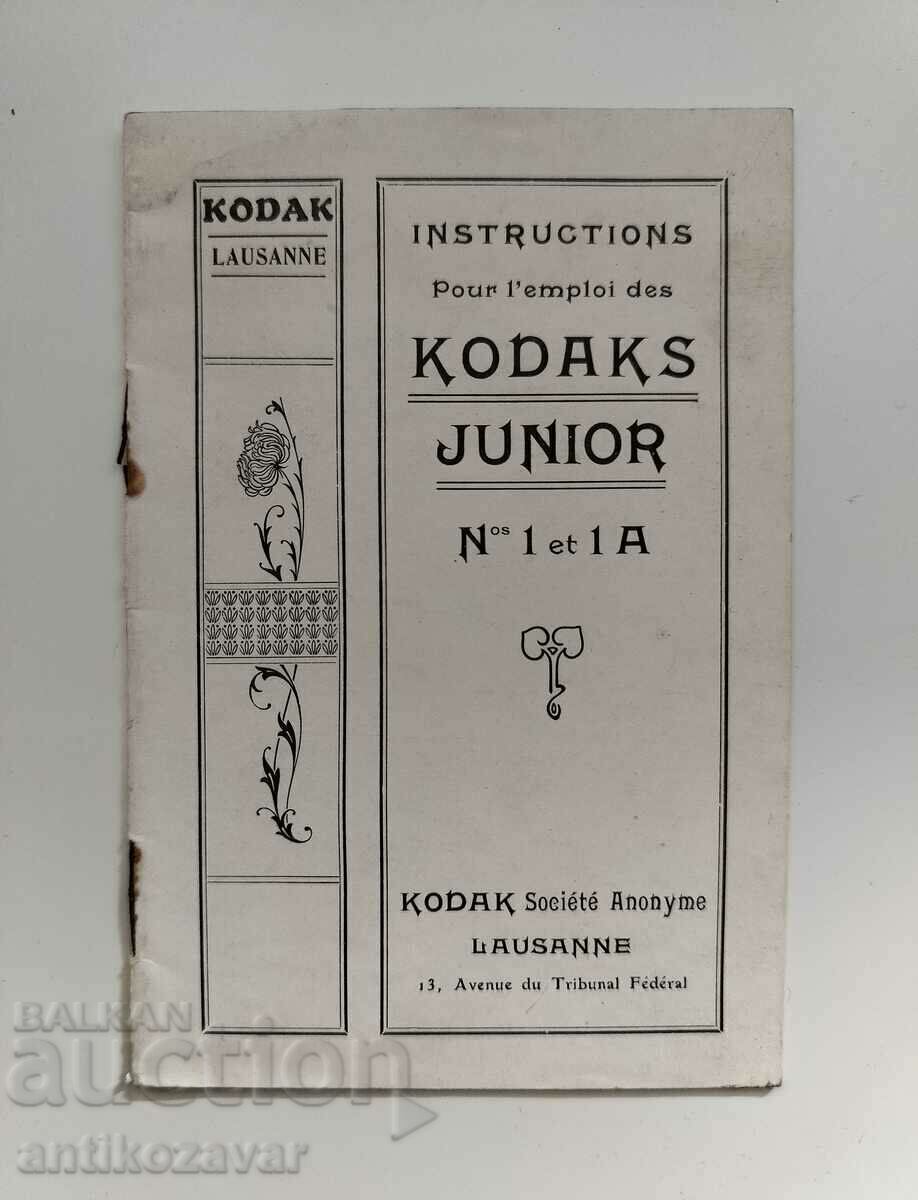 KODAK
LAUSANNE
INSTRUCTIONS
Pour l'emploi des
KODAKS
JUNIOR
Nos 1 et 1A
KODAK Société Anonyme
LAUSANNE
13, Avenue du Tribunal Fédéral
BALKAN
auction
antikozavar